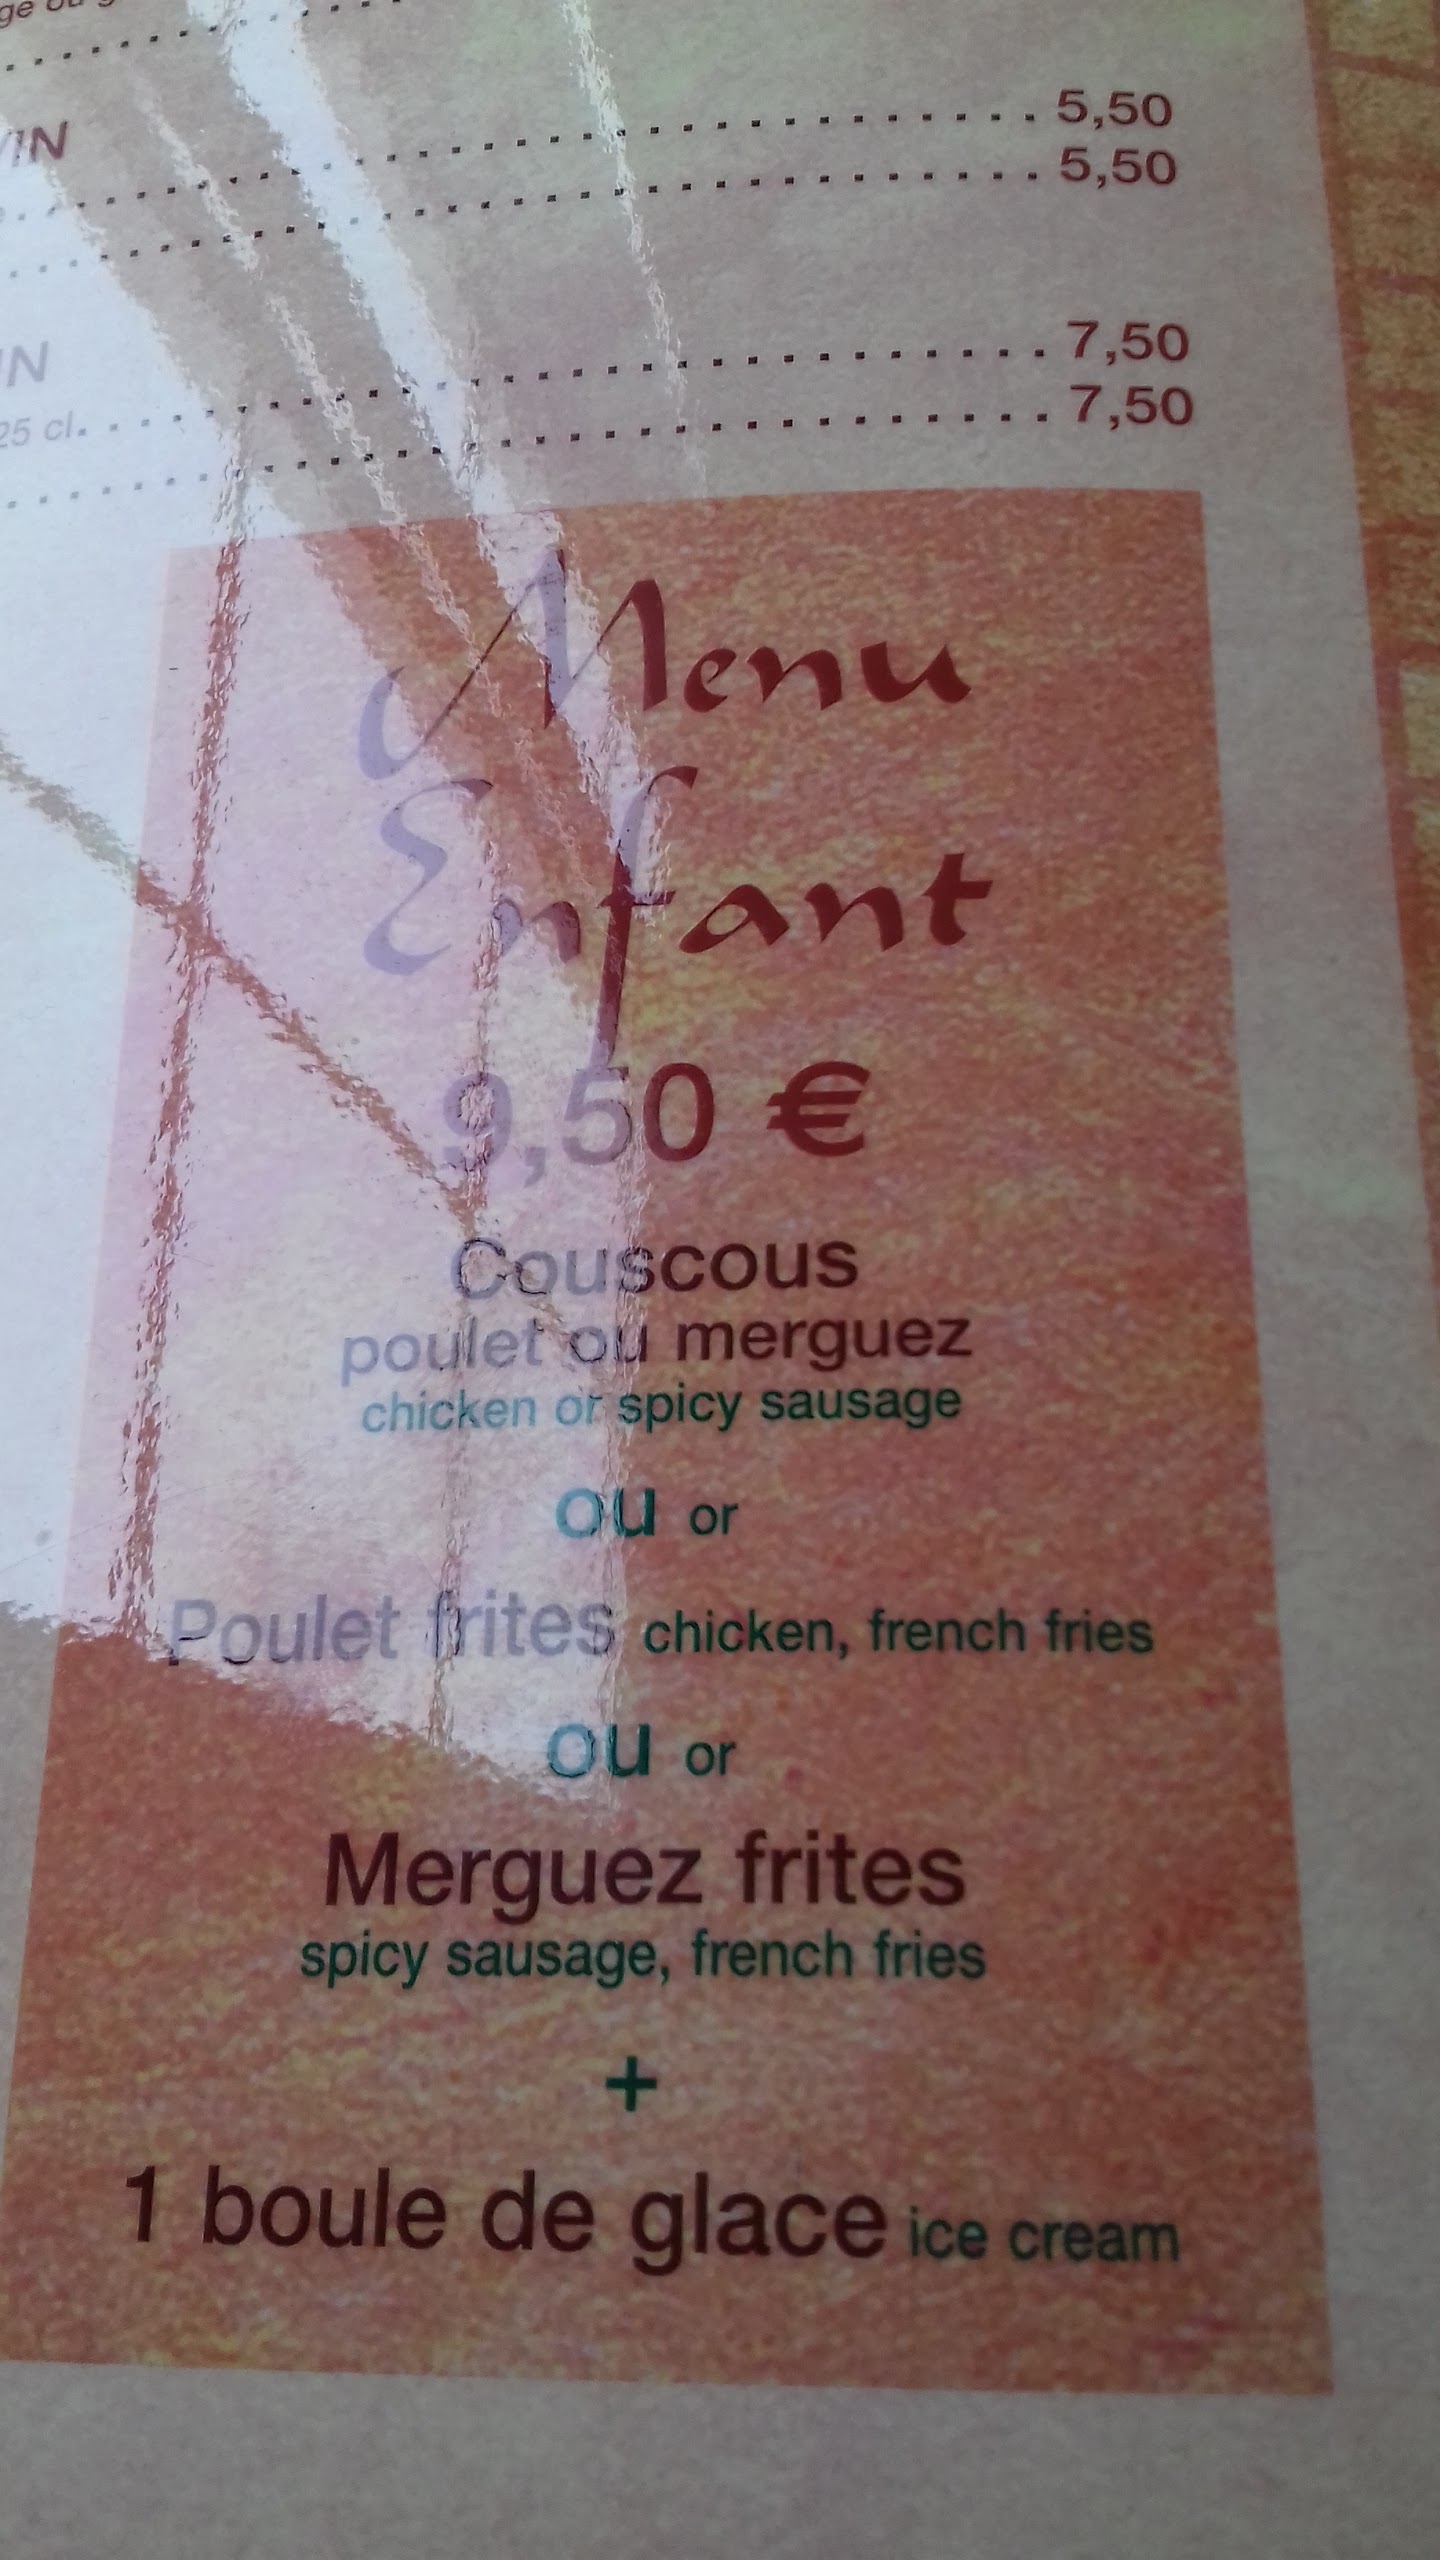 5,50
5,50
7,50
25 cl. 7,50
Menu
Enfant
9,50 €
Couscous
poulet ou merguez
chicken or spicy sausage
ou or
Poulet frites chicken, french fries
ou or
Merguez frites
spicy sausage, french fries
+
1 boule de glace ice cream